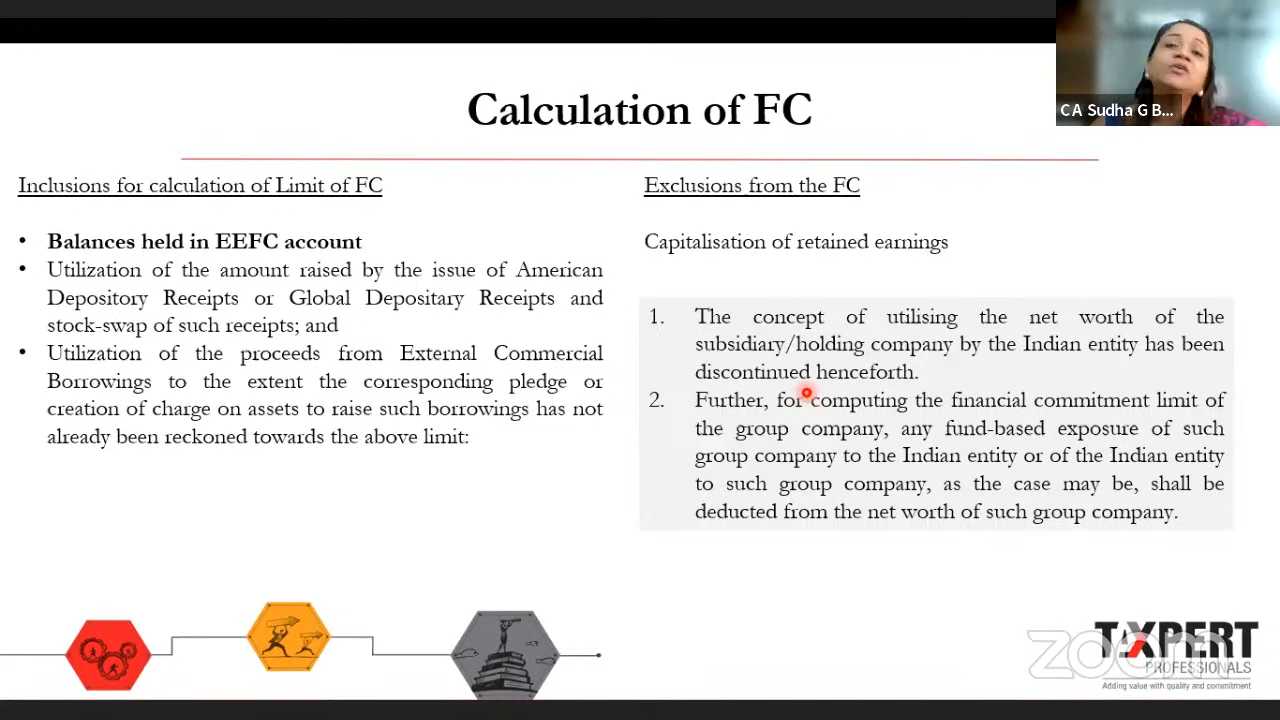 Calculation of FC
C A Sudha G B...
Inclusions for calculation of Limit of FC
• Balances held in EEFC account
• Utilization of the amount raised by the issue of American
Depository Receipts or Global Depositary Receipts and
stock-swap of such receipts; and
• Utilization of the proceeds from External Commercial
Borrowings to the extent the corresponding pledge or
creation of charge on assets to raise such borrowings has not
already been reckoned towards the above limit:
Exclusions from the FC
Capitalisation of retained earnings
1. The concept of utilising the net worth of the
subsidiary/holding company by the Indian entity has been
discontinued henceforth.
2. Further, for computing the financial commitment limit of
the group company, any fund-based exposure of such
group company to the Indian entity or of the Indian entity
to such group company, as the case may be, shall be
deducted from the net worth of such group company.
TAXPERT
PROFESSIONALS
Adding value with quality and commitment
zoom